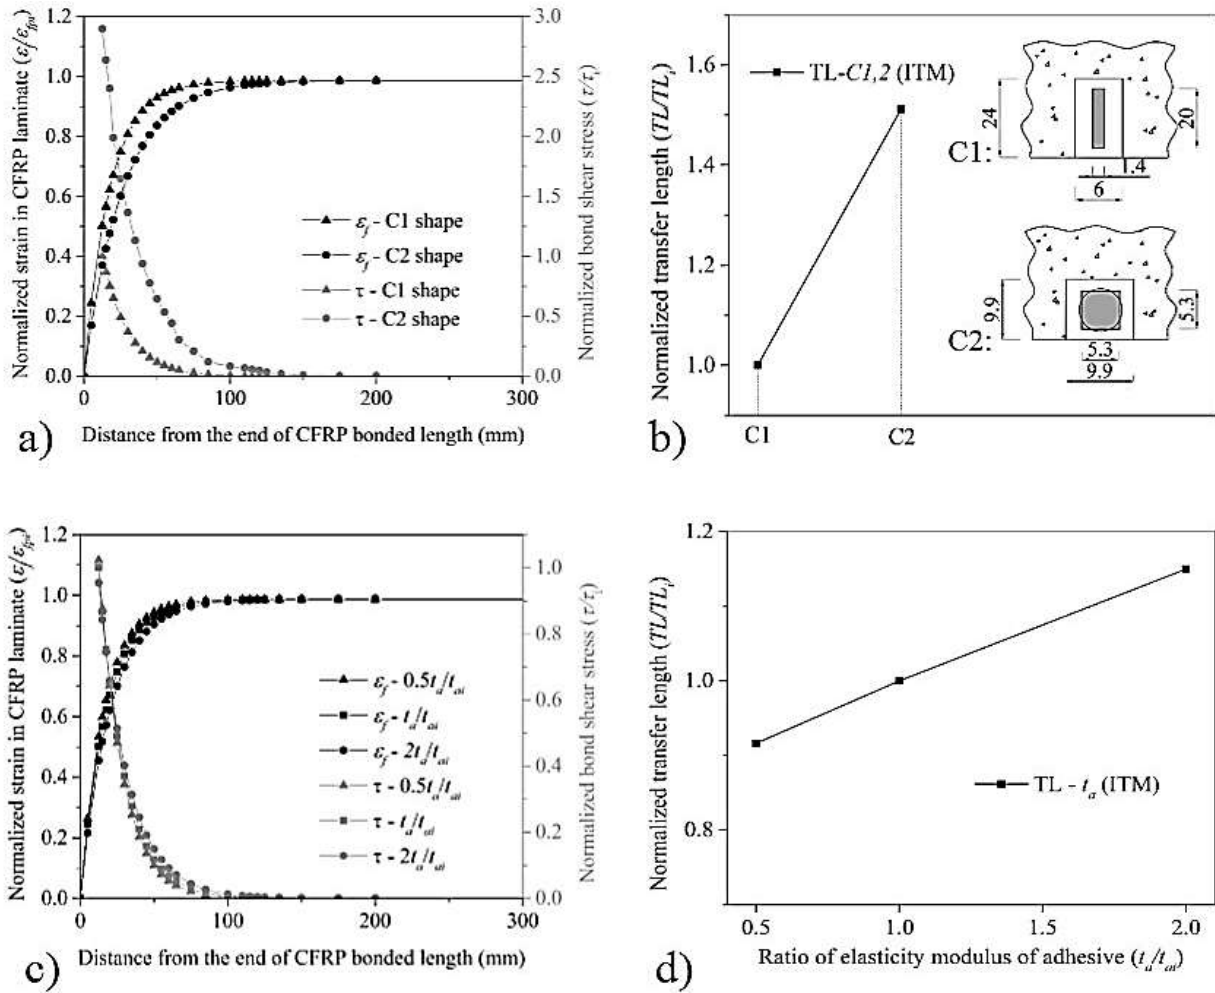 Normalized strain in CFRP laminate (εf/εfpi)
1.2
1.0
0.8
0.6
0.4
0.2
0.0
3.0
2.5
2.0
1.5
1.0
0.5
0.0
Normalized bond shear stress (τ/τi)
εf - C1 shape
εf - C2 shape
τ - C1 shape
τ - C2 shape
0 100 200 300
a) Distance from the end of CFRP bonded length (mm)
Normalized transfer length (TL/TLi)
1.6
1.4
1.2
1.0
TL-C1,2 (ITM)
24
20
C1:
1.4
6
9.9
5.3
C2:
5.3
9.9
C1 C2
b)
Normalized strain in CFRP laminate (εf/εfpi)
1.2
1.0
0.8
0.6
0.4
0.2
0.0
1.0
0.8
0.6
0.4
0.2
0.0
Normalized bond shear stress (τ/τi)
εf - 0.5ta/tai
εf - ta/tai
εf - 2ta/tai
τ - 0.5ta/tai
τ - ta/tai
τ - 2ta/tai
0 100 200 300
c) Distance from the end of CFRP bonded length (mm)
Normalized transfer length (TL/TLi)
1.2
1.0
0.8
TL - ta (ITM)
0.5 1.0 1.5 2.0
d) Ratio of elasticity modulus of adhesive (ta/tai)